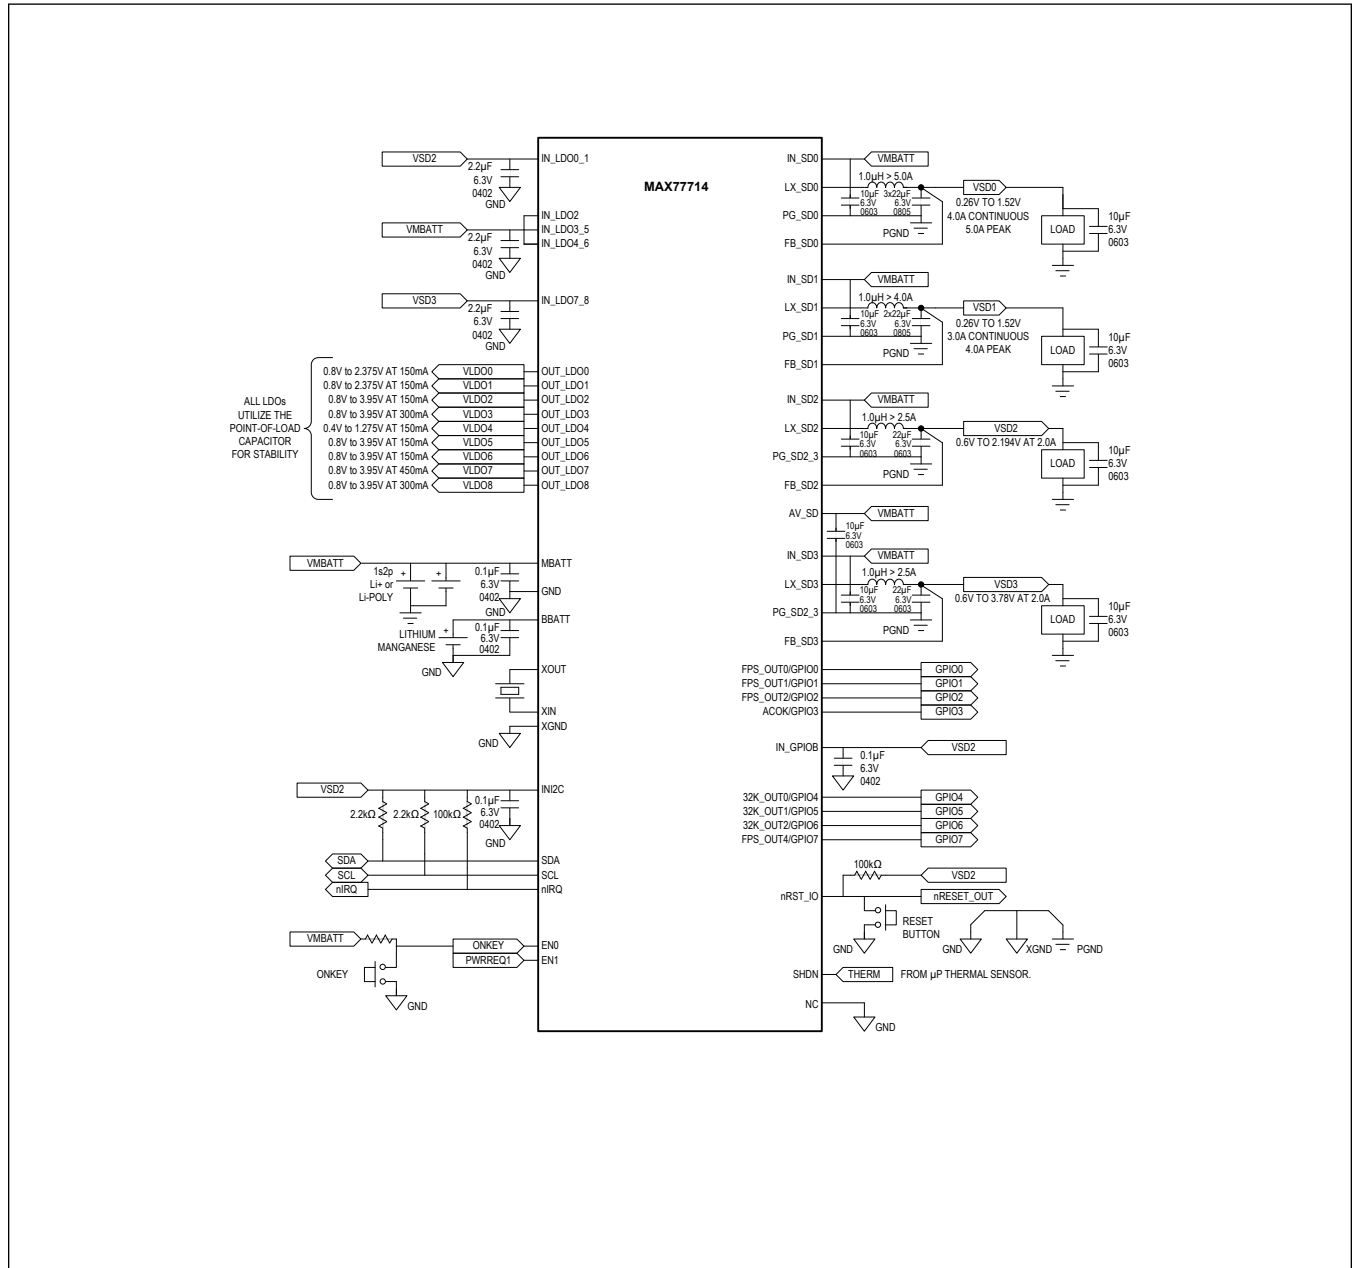 MAX77714
VSD2
2.2µF
6.3V
0402
GND
IN_LDO0_1
VMBATT
2.2µF
6.3V
0402
GND
IN_LDO2
IN_LDO3_5
IN_LDO4_6
VSD3
2.2µF
6.3V
0402
GND
IN_LDO7_8
ALL LDOs
UTILIZE THE
POINT-OF-LOAD
CAPACITOR
FOR STABILITY
0.8V to 2.375V AT 150mA VLDO0 OUT_LDO0
0.8V to 2.375V AT 150mA VLDO1 OUT_LDO1
0.8V to 3.95V AT 150mA VLDO2 OUT_LDO2
0.8V to 3.95V AT 300mA VLDO3 OUT_LDO3
0.4V to 1.275V AT 150mA VLDO4 OUT_LDO4
0.8V to 3.95V AT 150mA VLDO5 OUT_LDO5
0.8V to 3.95V AT 150mA VLDO6 OUT_LDO6
0.8V to 3.95V AT 450mA VLDO7 OUT_LDO7
0.8V to 3.95V AT 300mA VLDO8 OUT_LDO8
VMBATT
1s2p
Li+ or
Li-POLY
+
+
0.1µF
6.3V
0402
GND
MBATT
GND
BBATT
LITHIUM
MANGANESE
+
0.1µF
6.3V
0402
GND
XOUT
XIN
XGND
GND
VSD2
2.2kΩ
2.2kΩ
100kΩ
0.1µF
6.3V
0402
GND
INI2C
SDA SDA
SCL SCL
nIRQ nIRQ
VMBATT
ONKEY
GND
ONKEY EN0
PWRREQ1 EN1
IN_SD0 VMBATT
1.0µH > 5.0A
LX_SD0
10µF
6.3V
0603
3x22µF
6.3V
0805
PG_SD0
PGND
FB_SD0
VSD0
0.26V TO 1.52V
4.0A CONTINUOUS
5.0A PEAK
LOAD
10µF
6.3V
0603
IN_SD1 VMBATT
1.0µH > 4.0A
LX_SD1
10µF
6.3V
0603
2x22µF
6.3V
0805
PG_SD1
PGND
FB_SD1
VSD1
0.26V TO 1.52V
3.0A CONTINUOUS
4.0A PEAK
LOAD
10µF
6.3V
0603
IN_SD2 VMBATT
1.0µH > 2.5A
LX_SD2
10µF
6.3V
0603
22µF
6.3V
0603
PG_SD2_3
PGND
FB_SD2
VSD2
0.6V TO 2.194V AT 2.0A
LOAD
10µF
6.3V
0603
AV_SD VMBATT
10µF
6.3V
0603
IN_SD3 VMBATT
1.0µH > 2.5A
LX_SD3
10µF
6.3V
0603
22µF
6.3V
0603
PG_SD2_3
PGND
FB_SD3
VSD3
0.6V TO 3.78V AT 2.0A
LOAD
10µF
6.3V
0603
FPS_OUT0/GPIO0 GPIO0
FPS_OUT1/GPIO1 GPIO1
FPS_OUT2/GPIO2 GPIO2
ACOK/GPIO3 GPIO3
IN_GPIOB VSD2
0.1µF
6.3V
0402
32K_OUT0/GPIO4 GPIO4
32K_OUT1/GPIO5 GPIO5
32K_OUT2/GPIO6 GPIO6
FPS_OUT4/GPIO7 GPIO7
100kΩ
VSD2
nRST_IO nRESET_OUT
RESET
BUTTON
GND
GND
XGND
PGND
SHDN THERM FROM µP THERMAL SENSOR.
NC
GND